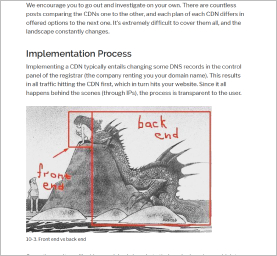 We encourage you to go out and investigate on your own. There are countless
posts comparing the CDNs one to the other, and each plan of each CDN differs in
offered options to the next one. It's extremely difficult to cover them all, and the
landscape constantly changes.
Implementation Process
Implementing a CDN typically entails changing some DNS records in the control
panel of the registrar (the company renting you your domain name). This results
in all traffic hitting the CDN first, which in turn hits your website. Since it all
happens behind the scenes (through IPs), the process is transparent to the user.
back
end
front
end
10-3. Front end vs back end